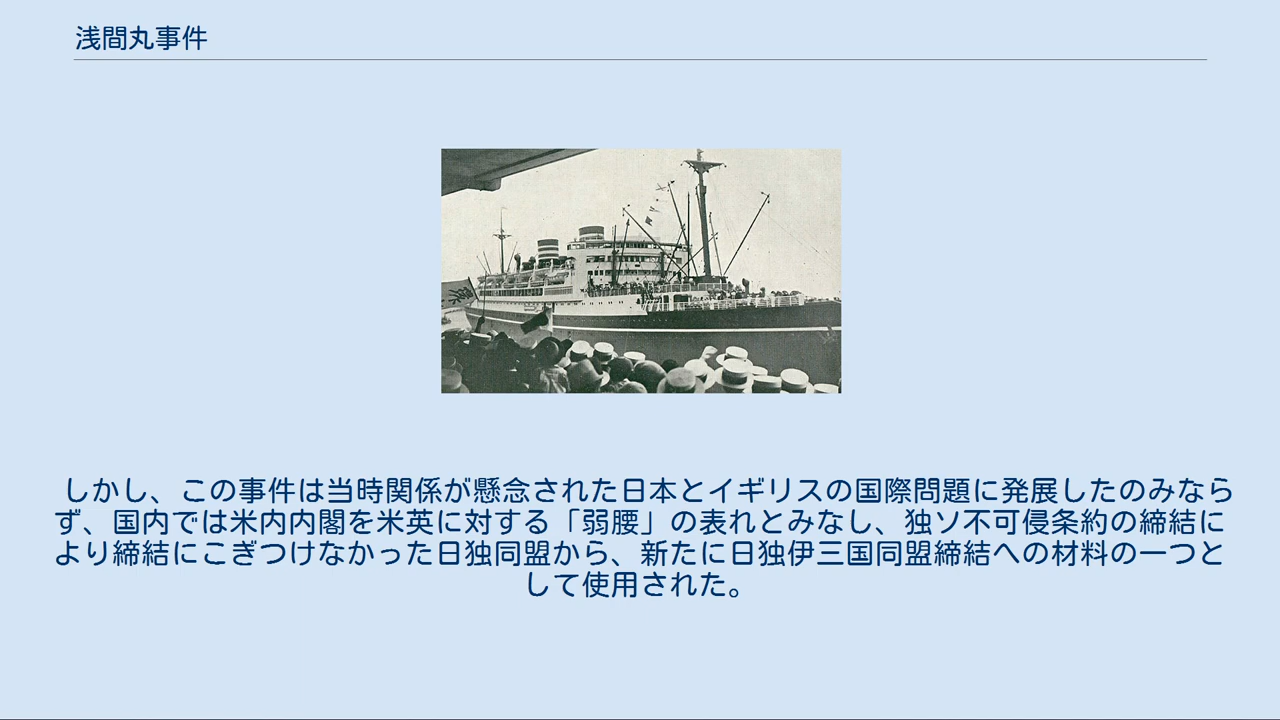 浅間丸事件
しかし、この事件は当時関係が懸念された日本とイギリスの国際問題に発展したのみなら
ず、国内では米内内閣を米英に対する「弱腰」の表れとみなし、独ソ不可侵条約の締結に
より締結にこぎつけなかった日独同盟から、新たに日独伊三国同盟締結への材料の一つと
して使用された。